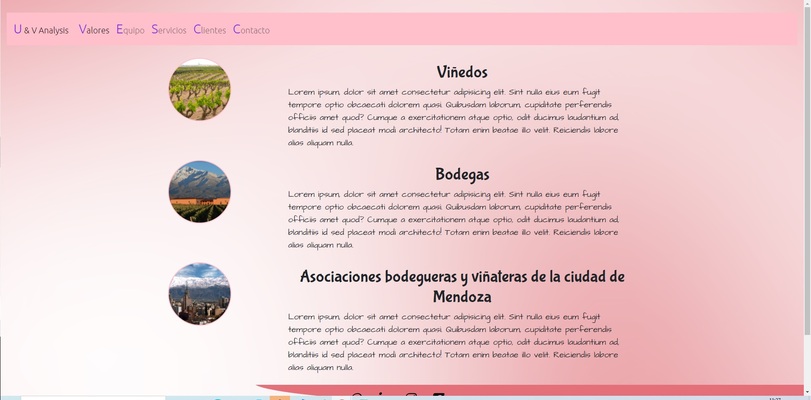 U & V Analysis Valores Equipo Servicios Clientes Contacto
Viñedos
Lorem ipsum, dolor sit amet consectetur adipisicing elit. Sint nulla eius eum fugit
tempore optio obcaecati dolorem quasi. Quibusdam laborum, cupiditate perferendis
officiis amet quod? Cumque a exercitationem atque optio, odit ducimus laudantium ad,
blanditiis id sed placeat modi architecto! Totam enim beatae illo velit. Reiciendis labore
alias aliquam nulla.
Bodegas
Lorem ipsum, dolor sit amet consectetur adipisicing elit. Sint nulla eius eum fugit
tempore optio obcaecati dolorem quasi. Quibusdam laborum, cupiditate perferendis
officiis amet quod? Cumque a exercitationem atque optio, odit ducimus laudantium ad,
blanditiis id sed placeat modi architecto! Totam enim beatae illo velit. Reiciendis labore
alias aliquam nulla.
Asociaciones bodegueras y viñateras de la ciudad de
Mendoza
Lorem ipsum, dolor sit amet consectetur adipisicing elit. Sint nulla eius eum fugit
tempore optio obcaecati dolorem quasi. Quibusdam laborum, cupiditate perferendis
officiis amet quod? Cumque a exercitationem atque optio, odit ducimus laudantium ad,
blanditiis id sed placeat modi architecto! Totam enim beatae illo velit. Reiciendis labore
alias aliquam nulla.